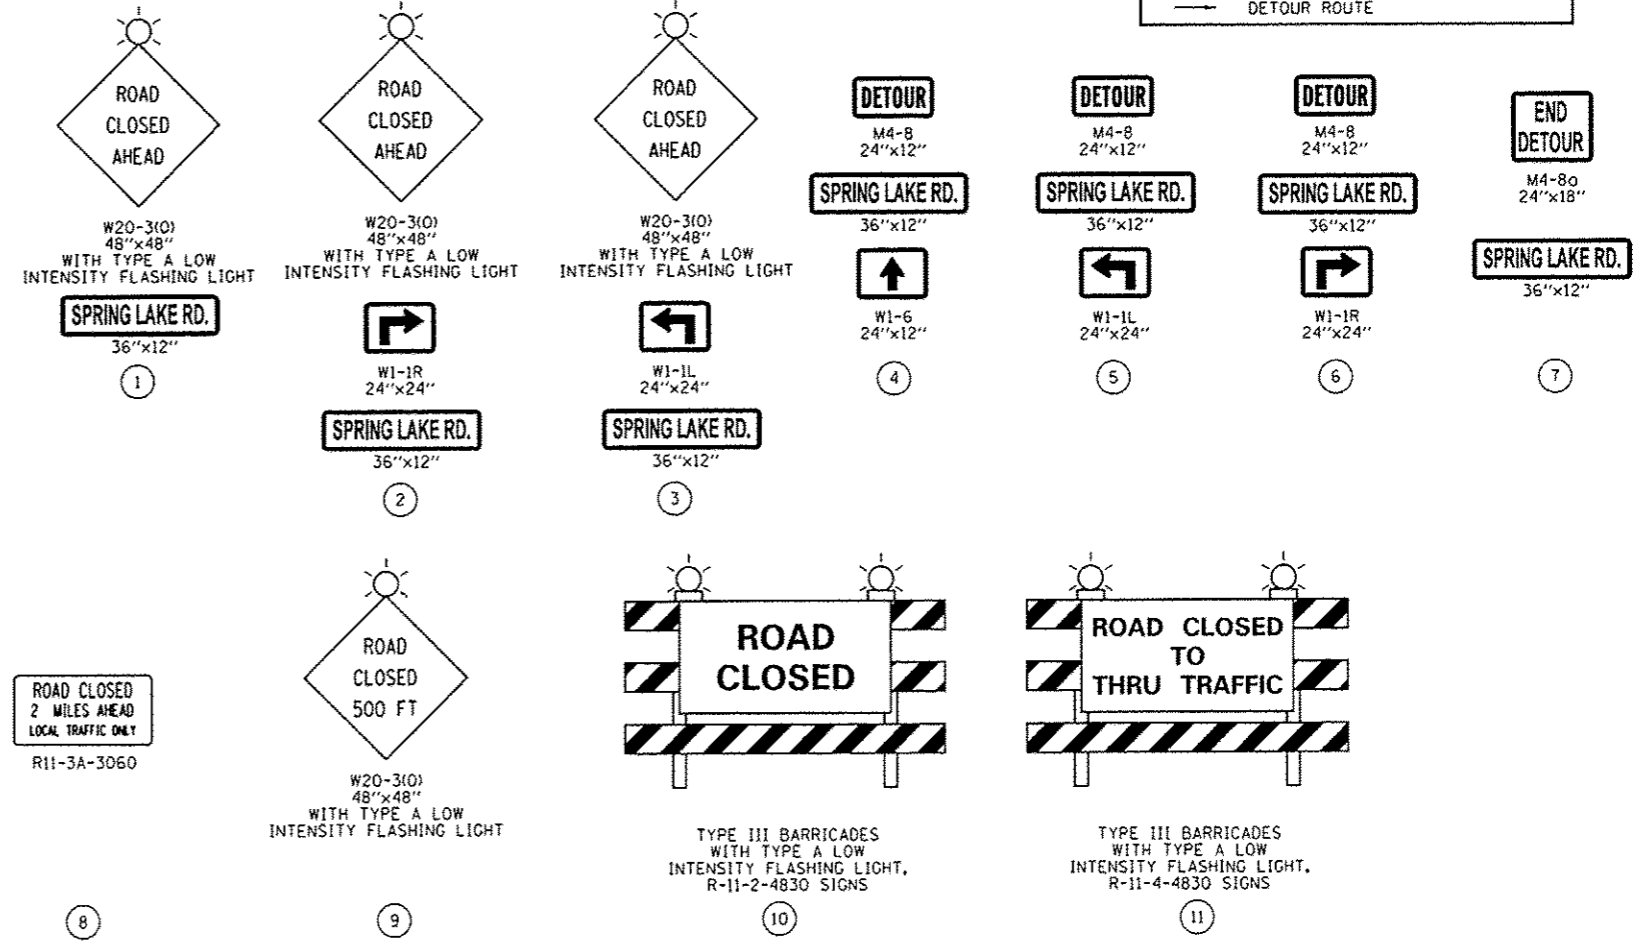 DETOUR ROUTE
ROAD
CLOSED
AHEAD
W20-3(O)
48"x48"
WITH TYPE A LOW
INTENSITY FLASHING LIGHT
SPRING LAKE RD.
36"x12"
1
ROAD
CLOSED
AHEAD
W20-3(O)
48"x48"
WITH TYPE A LOW
INTENSITY FLASHING LIGHT
W1-1R
24"x24"
SPRING LAKE RD.
36"x12"
2
ROAD
CLOSED
AHEAD
W20-3(O)
48"x48"
WITH TYPE A LOW
INTENSITY FLASHING LIGHT
W1-1L
24"x24"
SPRING LAKE RD.
36"x12"
3
DETOUR
M4-8
24"x12"
SPRING LAKE RD.
36"x12"
W1-6
24"x12"
4
DETOUR
M4-8
24"x12"
SPRING LAKE RD.
36"x12"
W1-1L
24"x24"
5
DETOUR
M4-8
24"x12"
SPRING LAKE RD.
36"x12"
W1-1R
24"x24"
6
END
DETOUR
M4-8a
24"x18"
SPRING LAKE RD.
36"x12"
7
ROAD CLOSED
2 MILES AHEAD
LOCAL TRAFFIC ONLY
R11-3A-3060
8
ROAD
CLOSED
500 FT
W20-3(O)
48"x48"
WITH TYPE A LOW
INTENSITY FLASHING LIGHT
9
ROAD
CLOSED
TYPE III BARRICADES
WITH TYPE A LOW
INTENSITY FLASHING LIGHT,
R-11-2-4830 SIGNS
10
ROAD CLOSED
TO
THRU TRAFFIC
TYPE III BARRICADES
WITH TYPE A LOW
INTENSITY FLASHING LIGHT,
R-11-4-4830 SIGNS
11